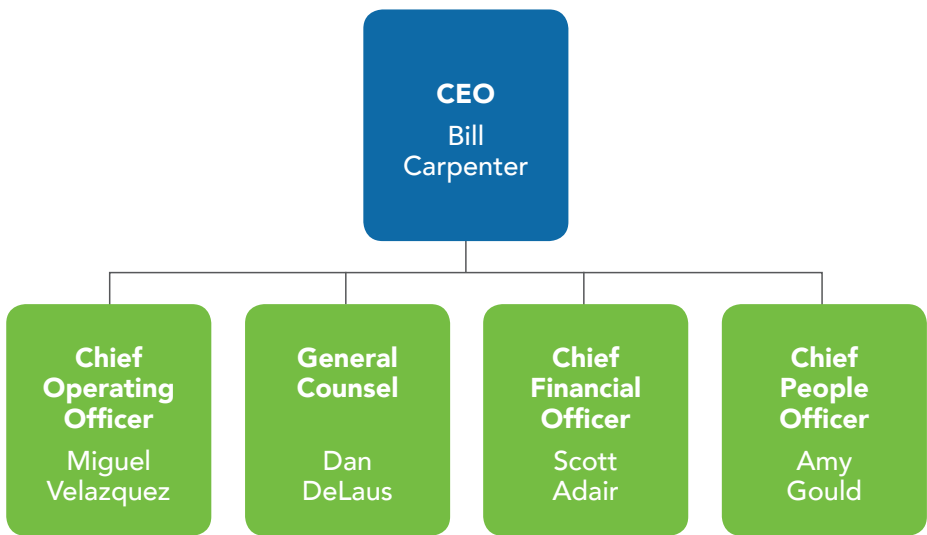 CEO
Bill
Carpenter
Chief
Operating
Officer
Miguel
Velazquez
General
Counsel
Dan
DeLaus
Chief
Financial
Officer
Scott
Adair
Chief
People
Officer
Amy
Gould